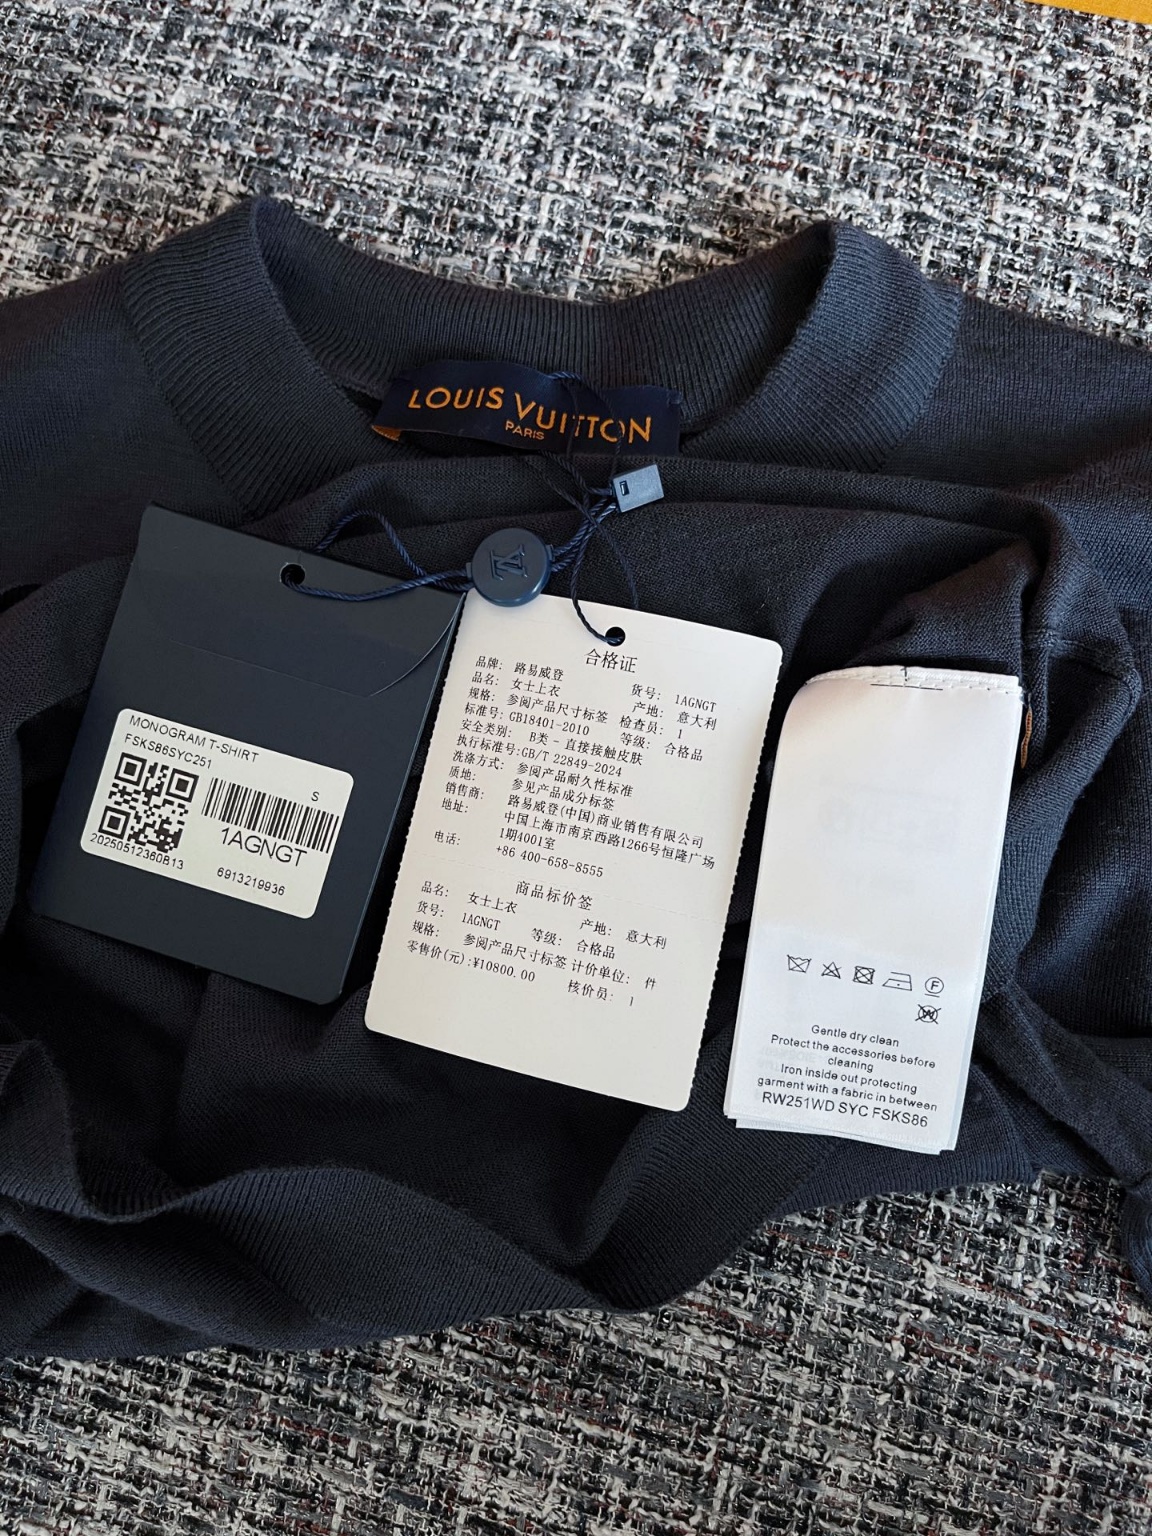 LOUIS VUITTON
PARIS
MONOGRAM T-SHIRT
FSKS86SYC251
S
1AGNGT
20250512360B13
6913219936
合格证
品牌: 路易威登
货号: 1AGNGT
品名: 女士上衣
产地: 意大利
规格: 参阅产品尺寸标签 检查员: 1
标准号: GB18401-2010 等级: 合格品
安全类别: B类 - 直接接触皮肤
执行标准号:GB/T 22849-2024
洗涤方式: 参阅产品耐久性标准
质地: 参见产品成分标签
销售商: 路易威登(中国)商业销售有限公司
地址: 中国上海市南京西路1266号恒隆广场
1期4001室
电话: +86 400-658-8555
商品标价签
品名: 女士上衣
产地: 意大利
货号: 1AGNGT 等级: 合格品
规格: 参阅产品尺寸标签 计价单位: 件
零售价(元):¥10800.00 核价员: 1
F
W
Gentle dry clean
Protect the accessories before
cleaning
Iron inside out protecting
garment with a fabric in between
RW251WD SYC FSKS86